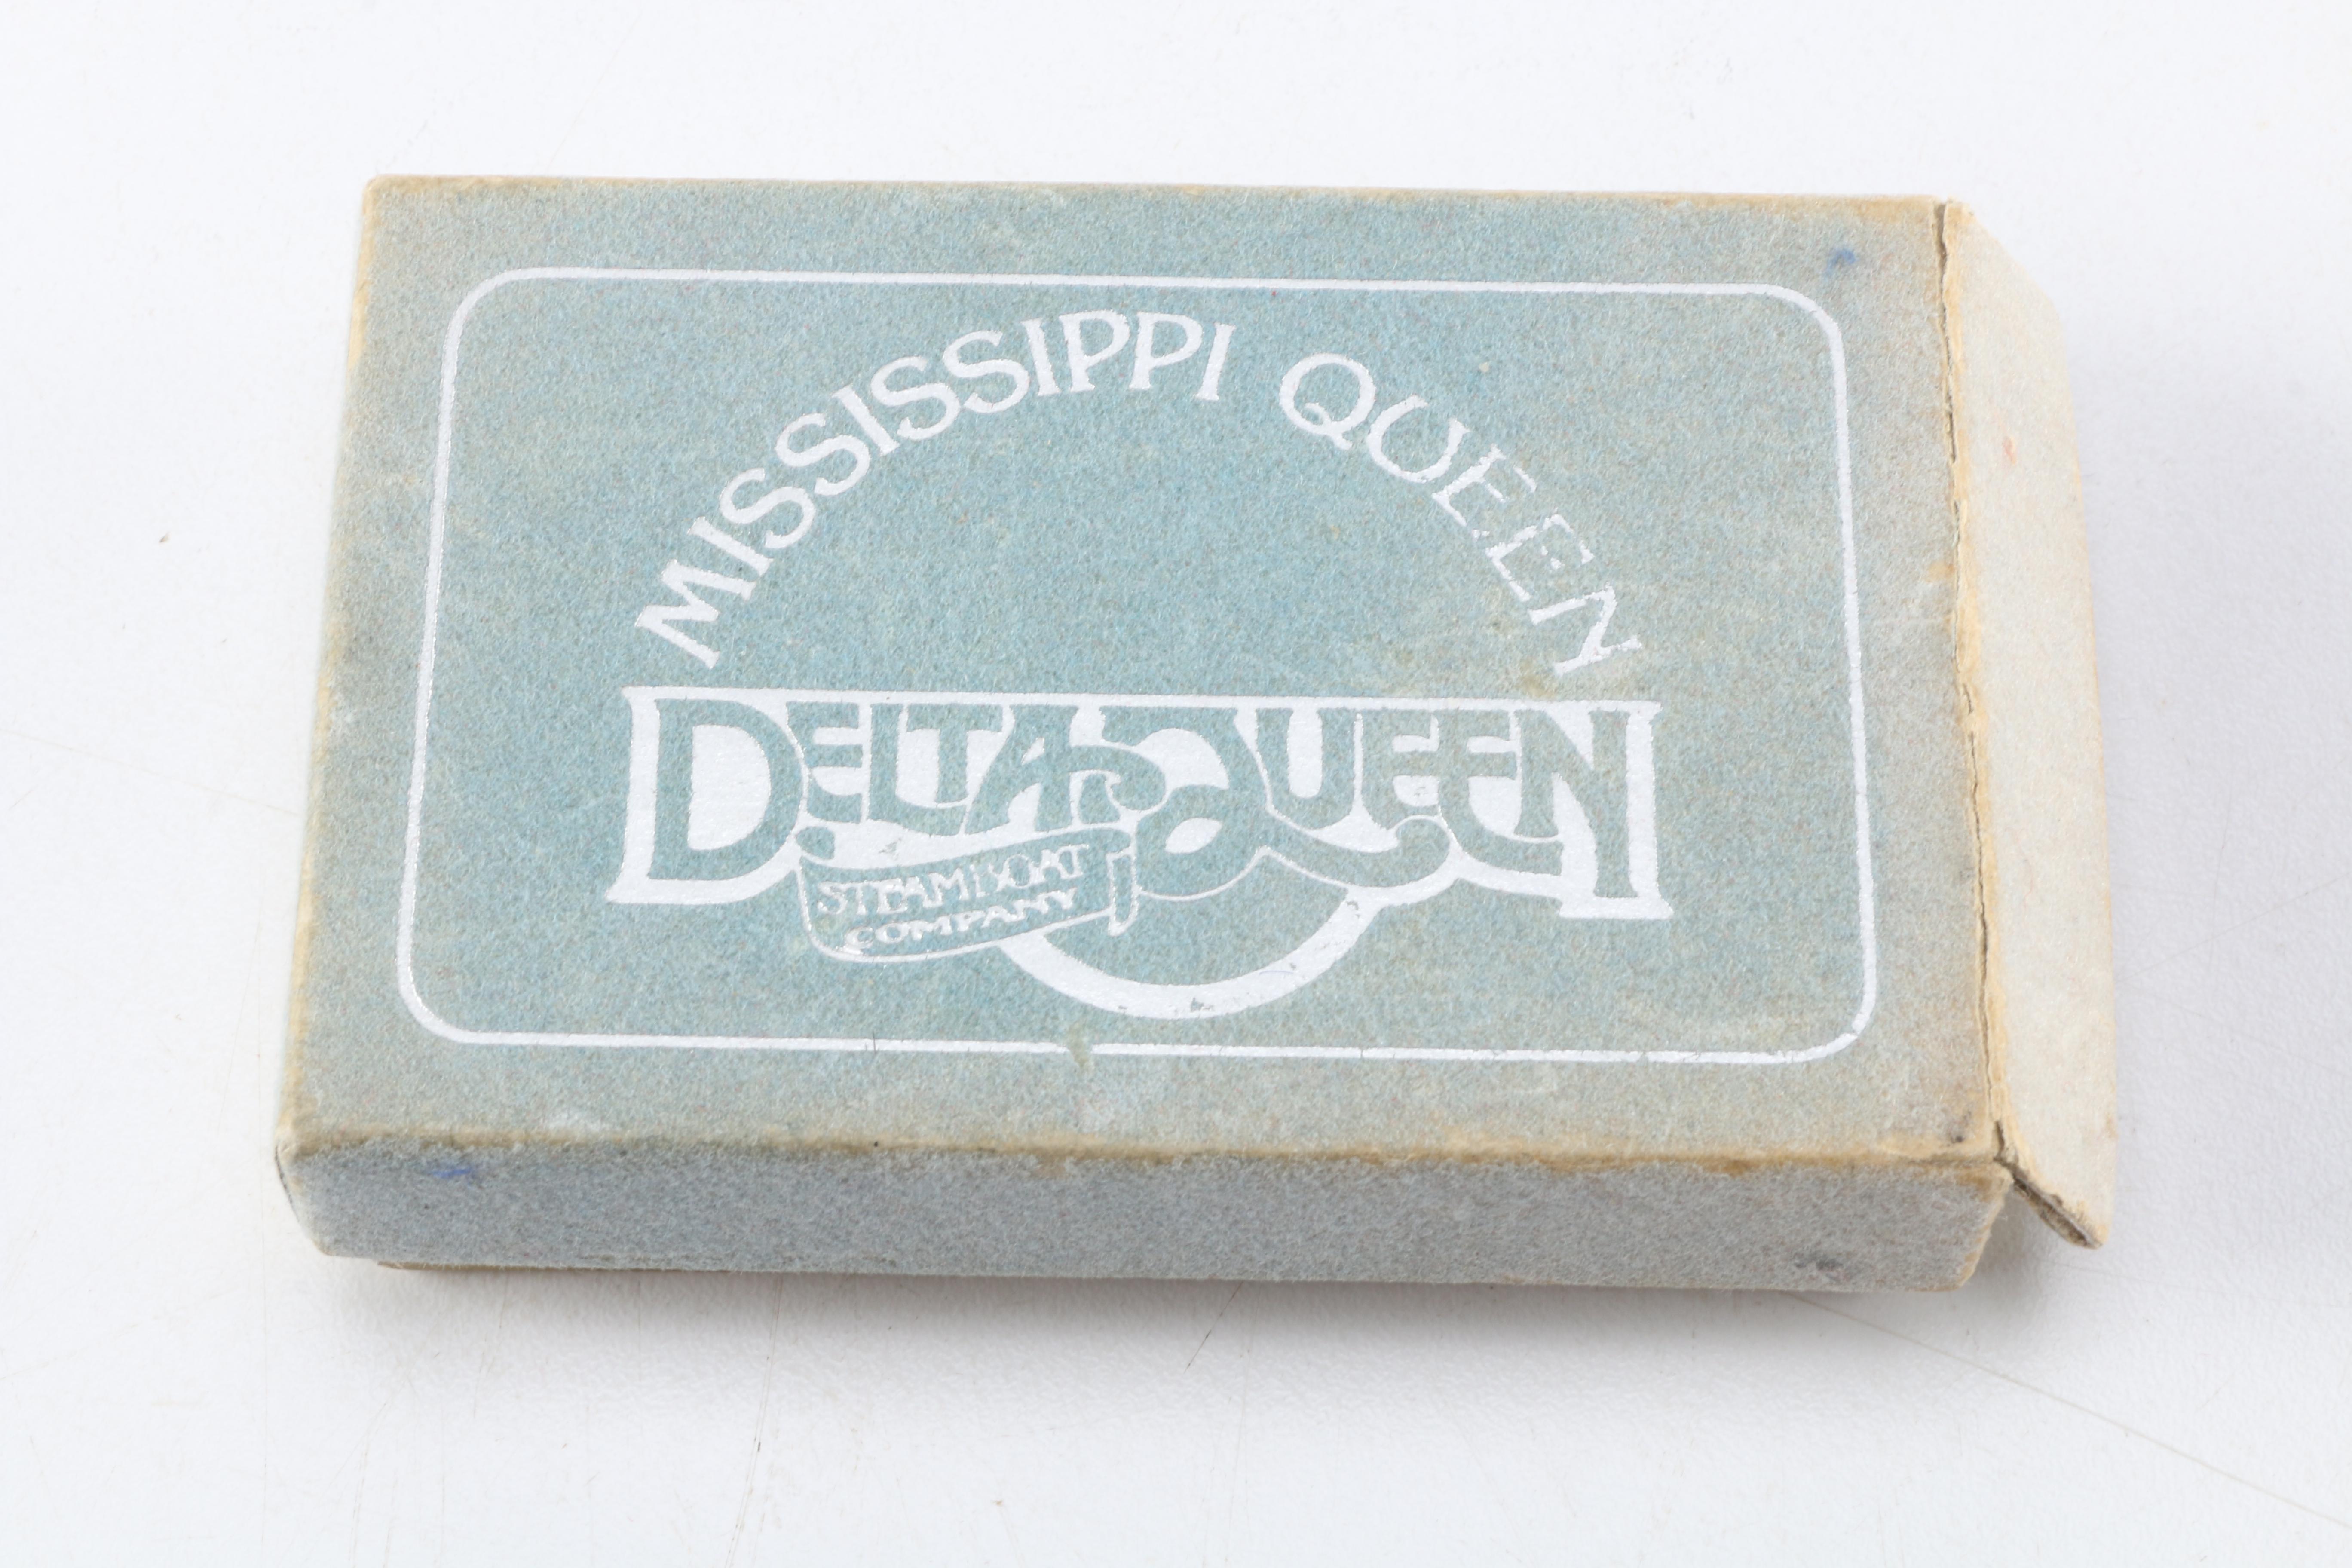 MISSISSIPPI QUEEN
DELTA QUEEN
STEAMBOAT
COMPANY